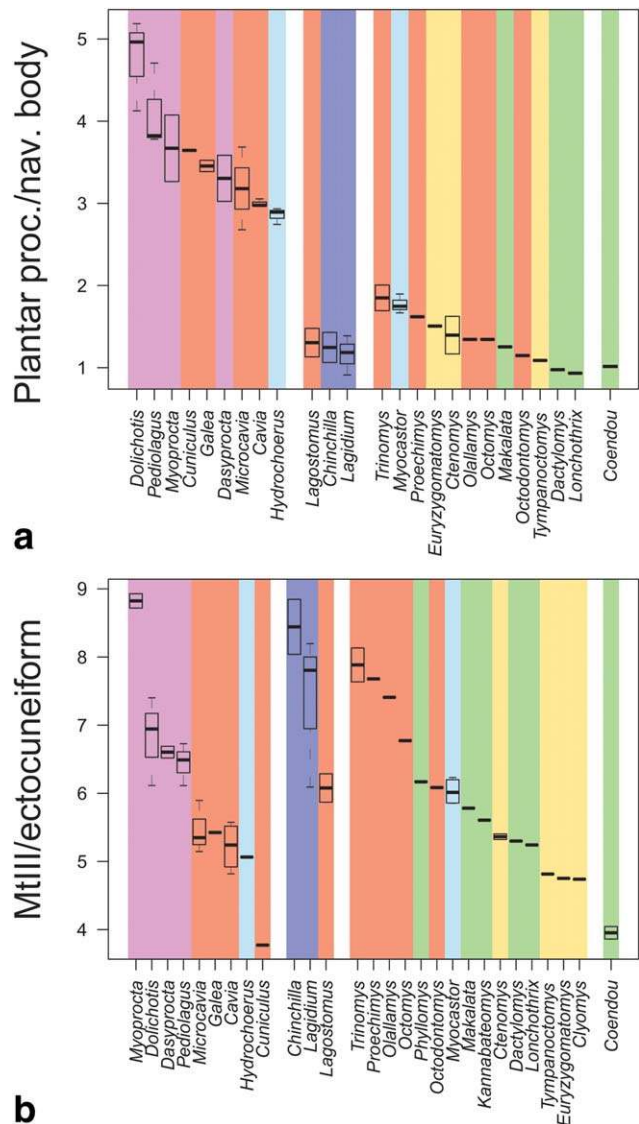 Plantar proc./nav. body
5
4
3
2
1
Dolichotis
Pediolagus
Myoprocta
Cuniculus
Galea
Dasyprocta
Microcavia
Cavia
Hydrochoerus
Lagostomus
Chinchilla
Lagidium
Trinomys
Myocastor
Proechimys
Euryzygomatomys
Ctenomys
Olallamys
Octomys
Makalata
Octodontomys
Tympanoctomys
Dactylomys
Lonchothrix
Coendou
a
MtIII/ectocuneiform
9
8
7
6
5
4
Myoprocta
Dolichotis
Dasyprocta
Pediolagus
Microcavia
Galea
Cavia
Hydrochoerus
Cuniculus
Chinchilla
Lagidium
Lagostomus
Trinomys
Proechimys
Olallamys
Octomys
Phyllomys
Octodontomys
Myocastor
Makalata
Kannabateomys
Ctenomys
Dactylomys
Lonchothrix
Tympanoctomys
Euryzygomatomys
Clyomys
Coendou
b